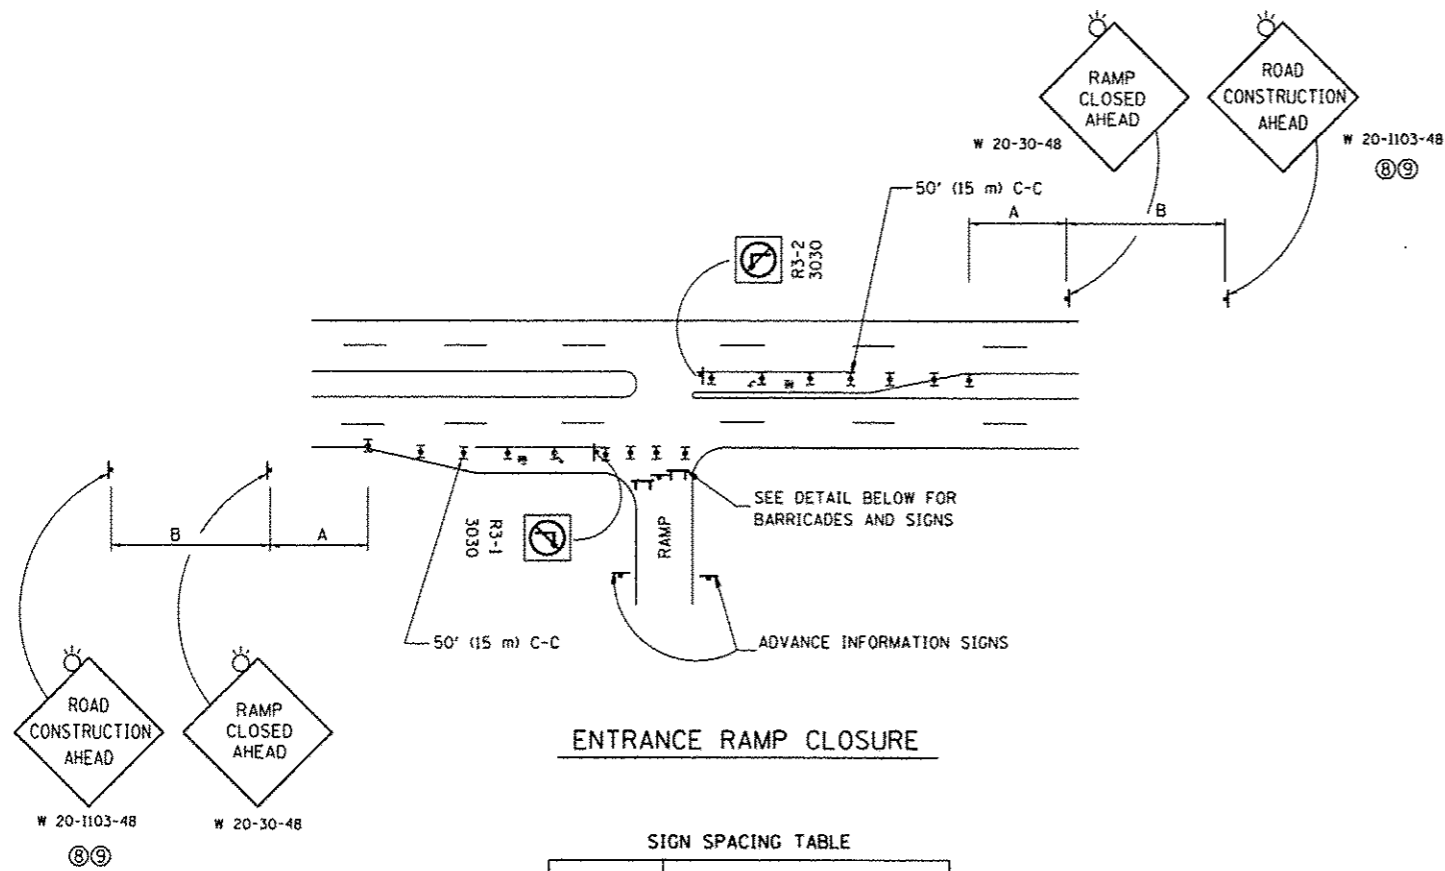 RAMP
CLOSED
AHEAD
ROAD
CONSTRUCTION
AHEAD
W 20-30-48
W 20-1103-48
⑧⑨
50' (15 m) C-C
A
B
R3-2
3030
SEE DETAIL BELOW FOR
BARRICADES AND SIGNS
B
A
R3-1
3030
RAMP
50' (15 m) C-C
ADVANCE INFORMATION SIGNS
ROAD
CONSTRUCTION
AHEAD
RAMP
CLOSED
AHEAD
ENTRANCE RAMP CLOSURE
W 20-1103-48
W 20-30-48
⑧⑨
SIGN SPACING TABLE